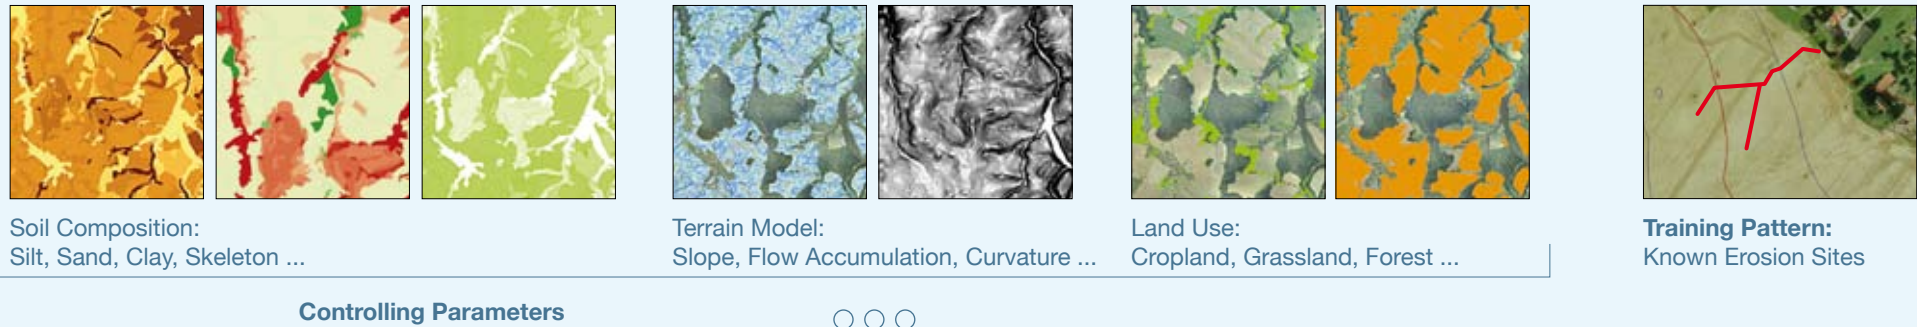 Soil Composition:
Silt, Sand, Clay, Skeleton ...
Terrain Model:
Slope, Flow Accumulation, Curvature ...
Land Use:
Cropland, Grassland, Forest ...
Training Pattern:
Known Erosion Sites
Controlling Parameters